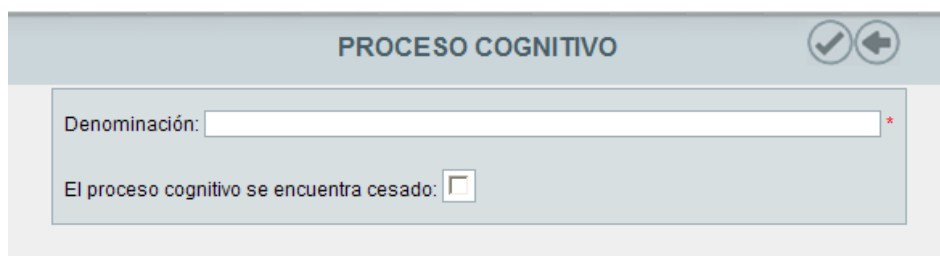 PROCESO COGNITIVO
Denominación: *
El proceso cognitivo se encuentra cesado: